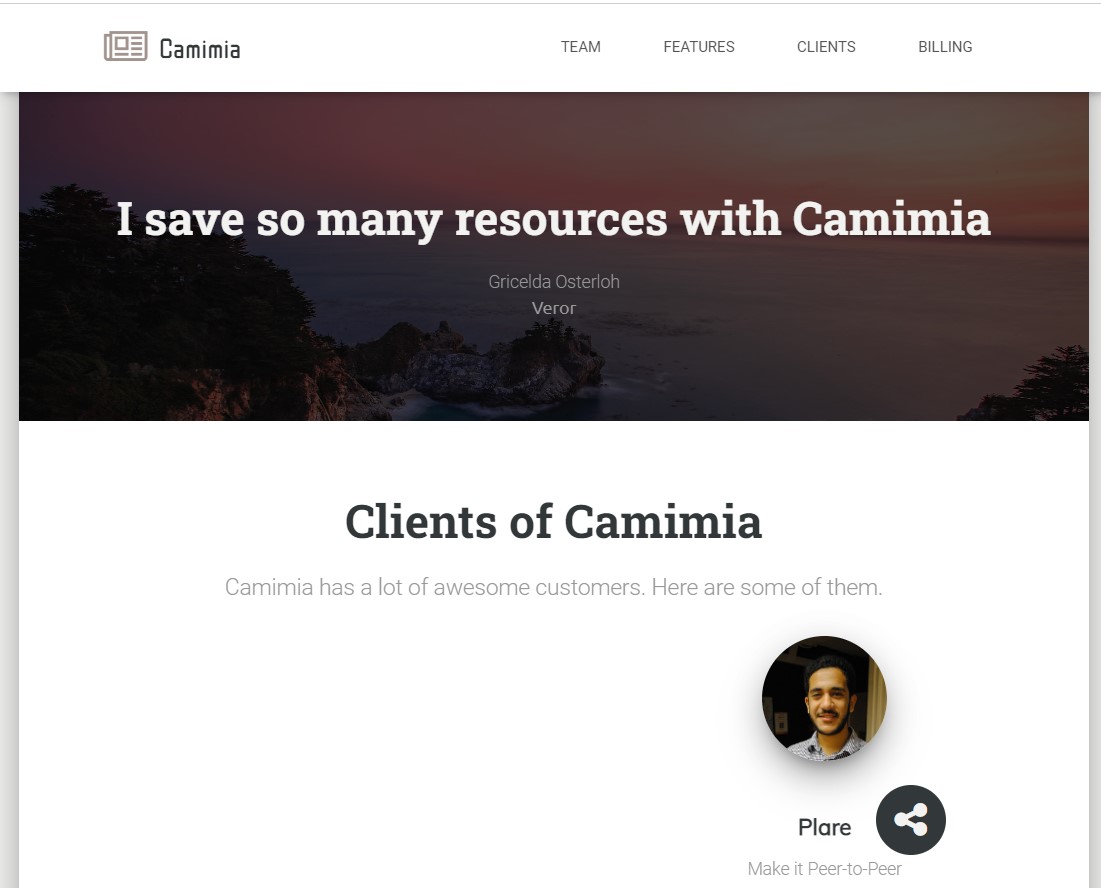 Camimia
TEAM
FEATURES
CLIENTS
BILLING
I save so many resources with Camimia
Gricelda Osterloh
Veror
Clients of Camimia
Camimia has a lot of awesome customers. Here are some of them.
Plare
Make it Peer-to-Peer